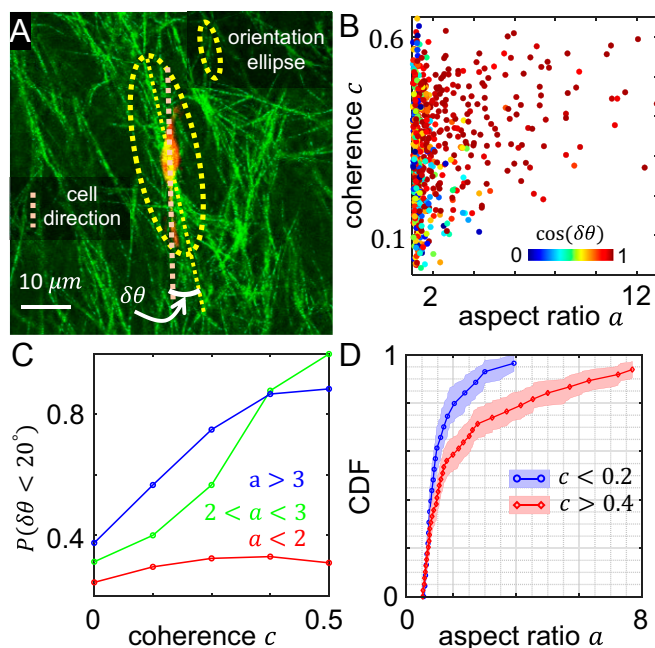 A
orientation
ellipse
cell
direction
10 μm
δθ
B
coherence c
0.6
0.1
cos(δθ)
0 1
2 12
aspect ratio a
C
P(δθ < 20°)
0.8
0.4
a > 3
2 < a < 3
a < 2
0 0.5
coherence c
D
CDF
1
0
c < 0.2
c > 0.4
0 8
aspect ratio a